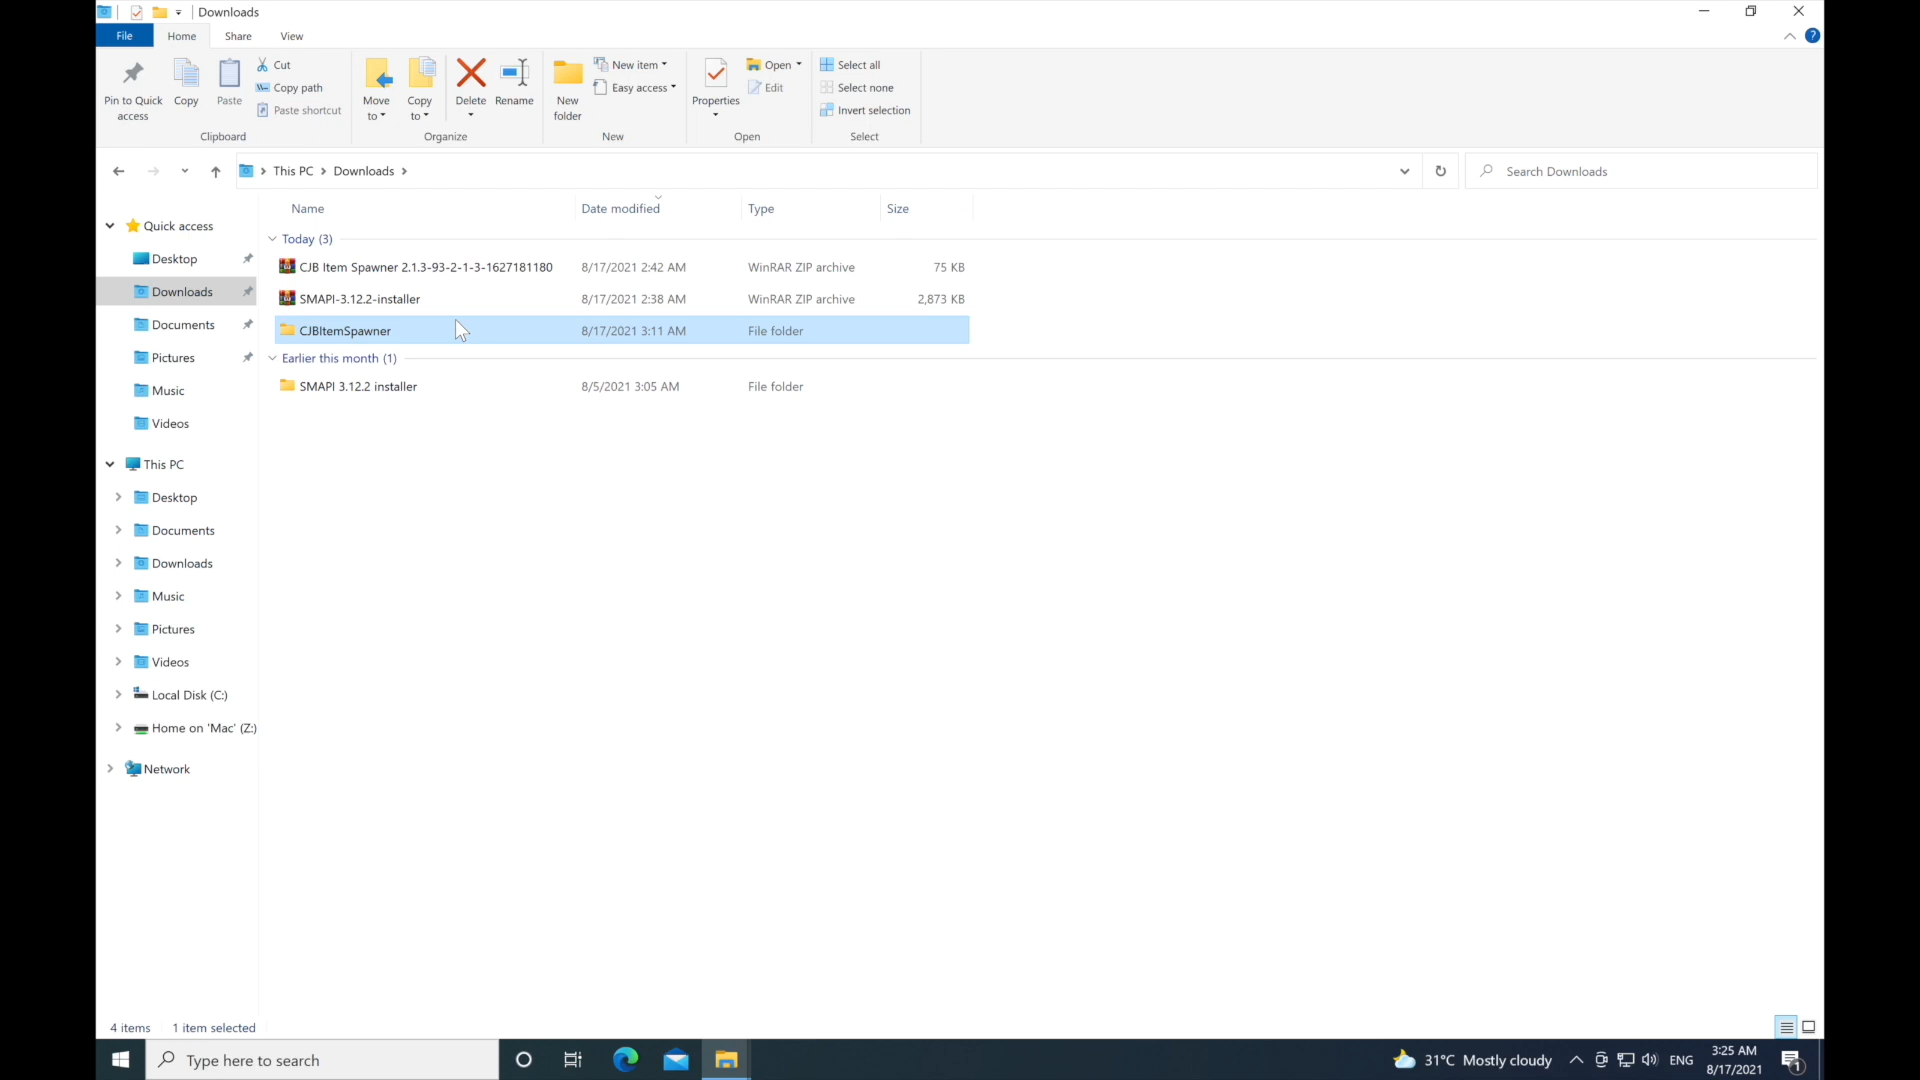 Downloads
File Home Share View
Pin to Quick access
Copy
Paste
Cut
Copy path
Paste shortcut
Clipboard
Move to
Copy to
Delete
Rename
Organize
New folder
New item
Easy access
New
Properties
Open
Edit
Open
Select all
Select none
Invert selection
Select
This PC Downloads
Search Downloads
Name Date modified Type Size
Today (3)
CJB Item Spawner 2.1.3-93-2-1-3-1627181180 8/17/2021 2:42 AM WinRAR ZIP archive 75 KB
SMAPI-3.12.2-installer 8/17/2021 2:38 AM WinRAR ZIP archive 2,873 KB
CJBItemSpawner 8/17/2021 3:11 AM File folder
Earlier this month (1)
SMAPI 3.12.2 installer 8/5/2021 3:05 AM File folder
Quick access
Desktop
Downloads
Documents
Pictures
Music
Videos
This PC
Desktop
Documents
Downloads
Music
Pictures
Videos
Local Disk (C:)
Home on 'Mac' (Z:)
Network
4 items 1 item selected
Type here to search
31°C Mostly cloudy
ENG
3:25 AM
8/17/2021
1